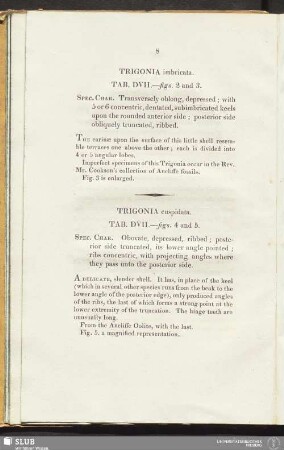 8
TRIGONIA imbricata.
TAB. DVII.—figs. 2 and 3.
Spec. Char. Transversely oblong, depressed; with
5 or 6 concentric, dentated, subimbricated keels
upon the rounded anterior side; posterior side
obliquely truncated, ribbed.
The carinæ upon the surface of this little shell resem-
ble terraces one above the other; each is divided into
4 or 5 angular lobes.
Imperfect specimens of this Trigonia occur in the Rev.
Mr. Cookson's collection of Ancliffe fossils.
Fig. 3 is enlarged.
TRIGONIA cuspidata.
TAB. DVII.—figs. 4 and 5.
Spec. Char. Obovate, depressed, ribbed; poste-
rior side truncated, its lower angle pointed;
ribs concentric, with projecting angles where
they pass unto the posterior side.
A delicate, slender shell. It has, in place of the keel
(which in several other species runs from the beak to the
lower angle of the posterior edge), only produced angles
of the ribs, the last of which forms a strong point at the
lower extremity of the truncation. The hinge teeth are
unusually long.
From the Ancliffe Oolite, with the last.
Fig. 5. a magnified representation.
SLUB